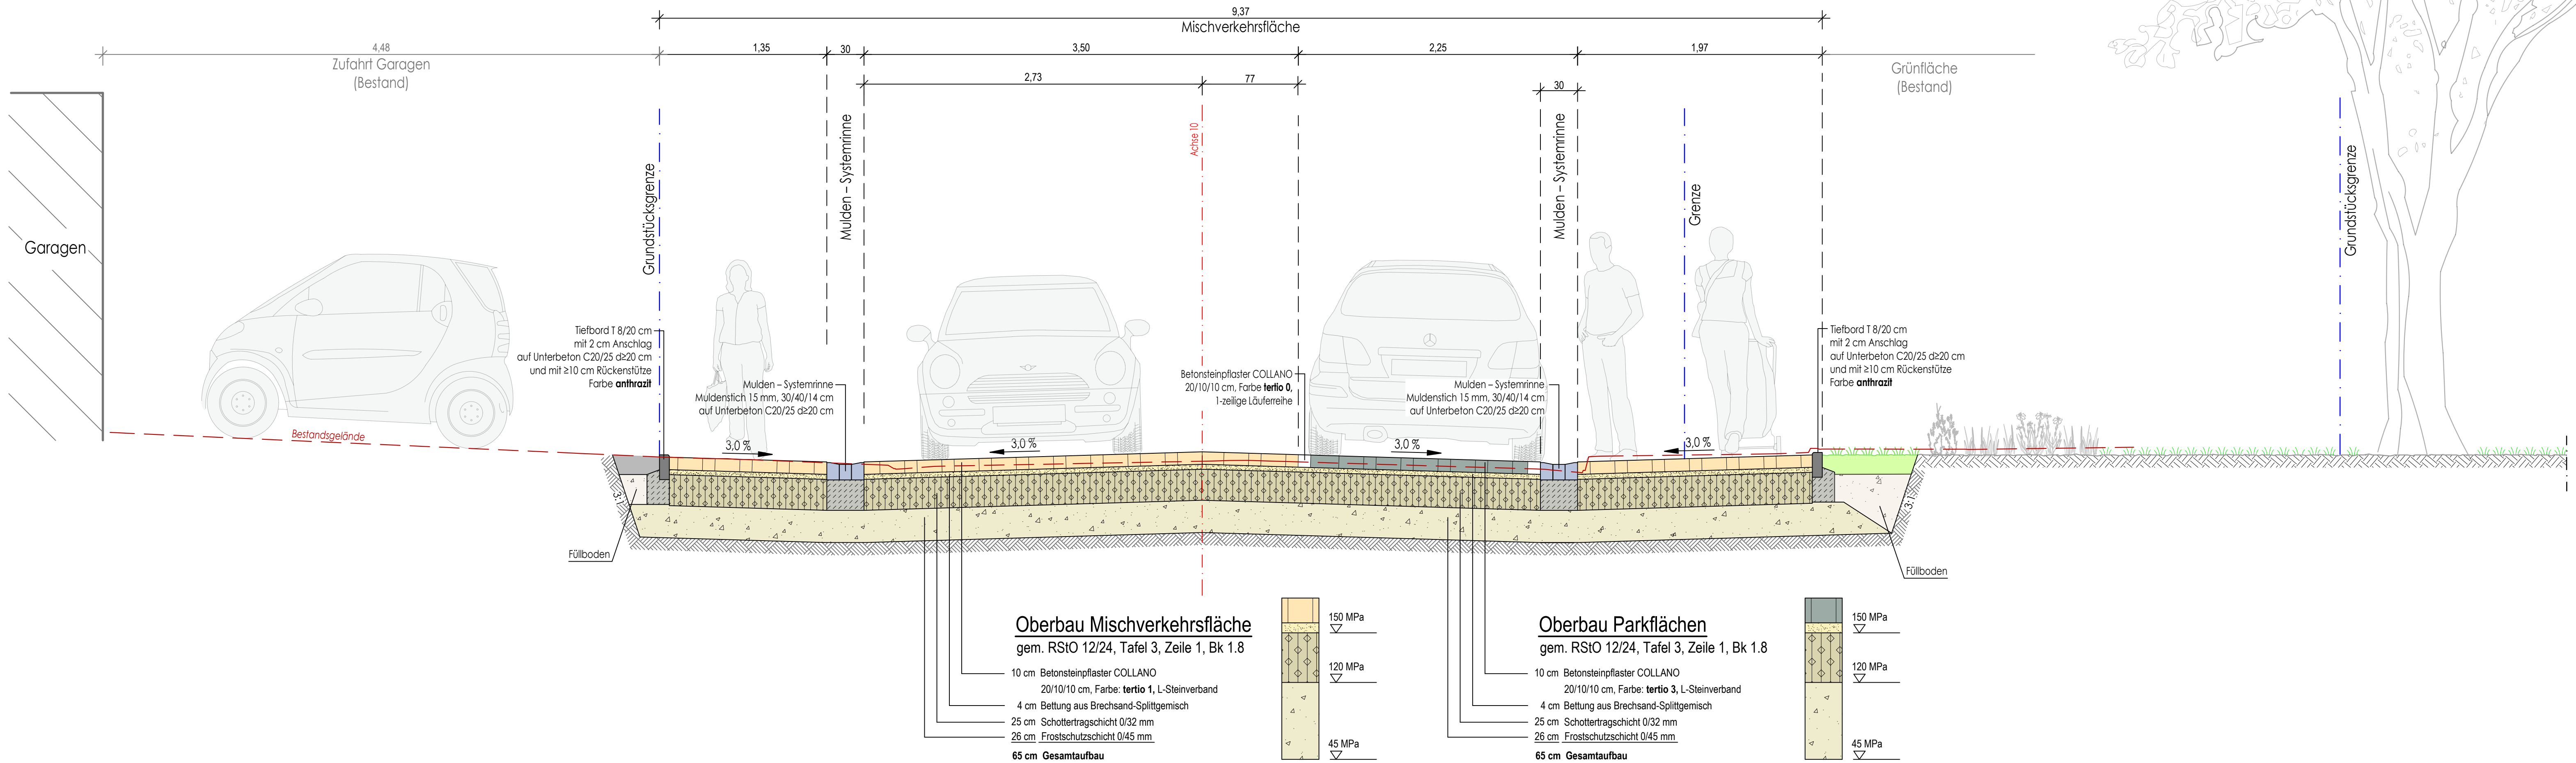 9,37
Mischverkehrsfläche
4,48
1,35
30
3,50
2,25
1,97
Zufahrt Garagen
(Bestand)
Grünfläche
(Bestand)
2,73
77
30
Garagen
Grundstücksgrenze
Mulden – Systemrinne
Achse 10
Mulden – Systemrinne
Grenze
Grundstücksgrenze
Tiefbord T 8/20 cm
mit 2 cm Anschlag
auf Unterbeton C20/25 d≥20 cm
und mit ≥10 cm Rückenstütze
Farbe anthrazit
Mulden – Systemrinne
Muldenstich 15 mm, 30/40/14 cm
auf Unterbeton C20/25 d≥20 cm
Betonsteinpflaster COLLANO
20/10/10 cm, Farbe tertio 0,
1-zeilige Läuferreihe
Mulden – Systemrinne
Muldenstich 15 mm, 30/40/14 cm
auf Unterbeton C20/25 d≥20 cm
Tiefbord T 8/20 cm
mit 2 cm Anschlag
auf Unterbeton C20/25 d≥20 cm
und mit ≥10 cm Rückenstütze
Farbe anthrazit
Bestandsgelände
3,0 %
3,0 %
3,0 %
3,0 %
3:1
3:1
Füllboden
Füllboden
Oberbau Mischverkehrsfläche
gem. RStO 12/24, Tafel 3, Zeile 1, Bk 1.8
10 cm Betonsteinpflaster COLLANO
20/10/10 cm, Farbe: tertio 1, L-Steinverband
4 cm Bettung aus Brechsand-Splittgemisch
25 cm Schottertragschicht 0/32 mm
26 cm Frostschutzschicht 0/45 mm
65 cm Gesamtaufbau
150 MPa
120 MPa
45 MPa
Oberbau Parkflächen
gem. RStO 12/24, Tafel 3, Zeile 1, Bk 1.8
10 cm Betonsteinpflaster COLLANO
20/10/10 cm, Farbe: tertio 3, L-Steinverband
4 cm Bettung aus Brechsand-Splittgemisch
25 cm Schottertragschicht 0/32 mm
26 cm Frostschutzschicht 0/45 mm
65 cm Gesamtaufbau
150 MPa
120 MPa
45 MPa